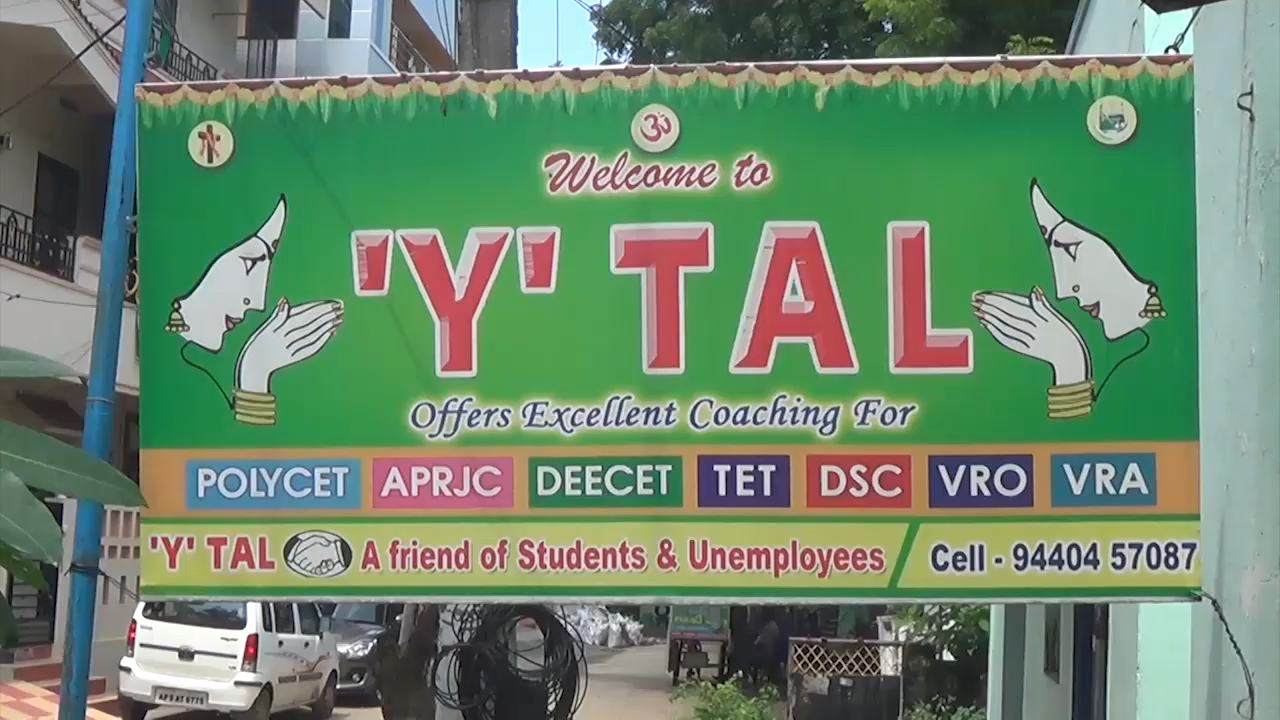 ॐ
Welcome to
'Y' TAL
Offers Excellent Coaching For
POLYCET APRJC DEECET TET DSC VRO VRA
'Y' TAL A friend of Students & Unemployees Cell - 94404 57087